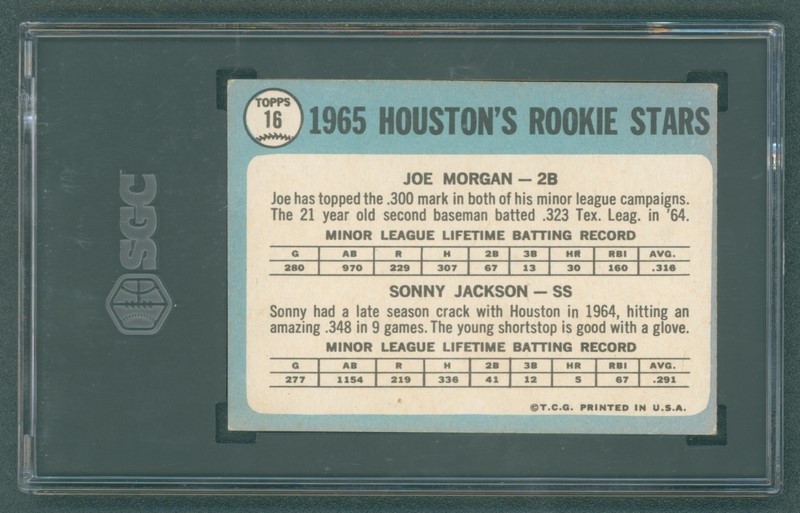 TOPPS
16
1965 HOUSTON'S ROOKIE STARS
JOE MORGAN — 2B
Joe has topped the .300 mark in both of his minor league campaigns.
The 21 year old second baseman batted .323 Tex. Leag. in '64.
MINOR LEAGUE LIFETIME BATTING RECORD
G AB R H 2B 3B HR RBI AVG.
280 970 229 307 67 13 30 160 .316
SONNY JACKSON — SS
Sonny had a late season crack with Houston in 1964, hitting an
amazing .348 in 9 games. The young shortstop is good with a glove.
MINOR LEAGUE LIFETIME BATTING RECORD
G AB R H 2B 3B HR RBI AVG.
277 1154 219 336 41 12 5 67 .291
©T.C.G. PRINTED IN U.S.A.
SGC